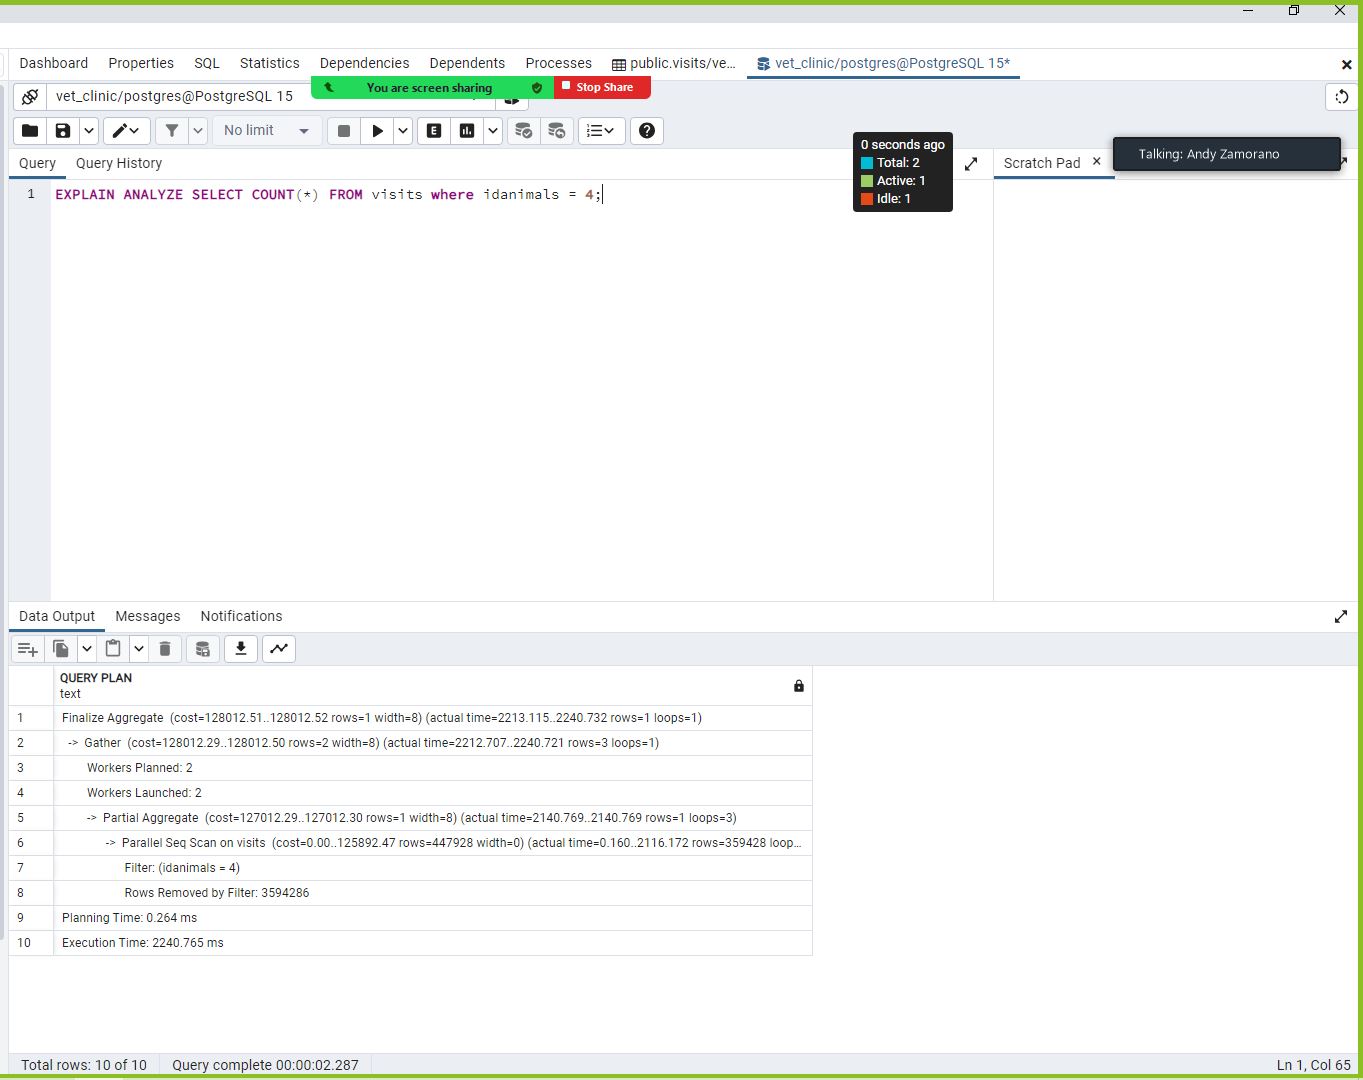 Dashboard Properties SQL Statistics Dependencies Dependents Processes public.visits/ve... vet_clinic/postgres@PostgreSQL 15*
You are screen sharing Stop Share
vet_clinic/postgres@PostgreSQL 15
No limit
E
0 seconds ago
Total: 2
Active: 1
Idle: 1
Talking: Andy Zamorano
Query Query History
Scratch Pad
1 EXPLAIN ANALYZE SELECT COUNT(*) FROM visits where idanimals = 4;
Data Output Messages Notifications
QUERY PLAN
text
1 Finalize Aggregate (cost=128012.51..128012.52 rows=1 width=8) (actual time=2213.115..2240.732 rows=1 loops=1)
2 -> Gather (cost=128012.29..128012.50 rows=2 width=8) (actual time=2212.707..2240.721 rows=3 loops=1)
3 Workers Planned: 2
4 Workers Launched: 2
5 -> Partial Aggregate (cost=127012.29..127012.30 rows=1 width=8) (actual time=2140.769..2140.769 rows=1 loops=3)
6 -> Parallel Seq Scan on visits (cost=0.00..125892.47 rows=447928 width=0) (actual time=0.160..2116.172 rows=359428 loop...
7 Filter: (idanimals = 4)
8 Rows Removed by Filter: 3594286
9 Planning Time: 0.264 ms
10 Execution Time: 2240.765 ms
Total rows: 10 of 10 Query complete 00:00:02.287 Ln 1, Col 65